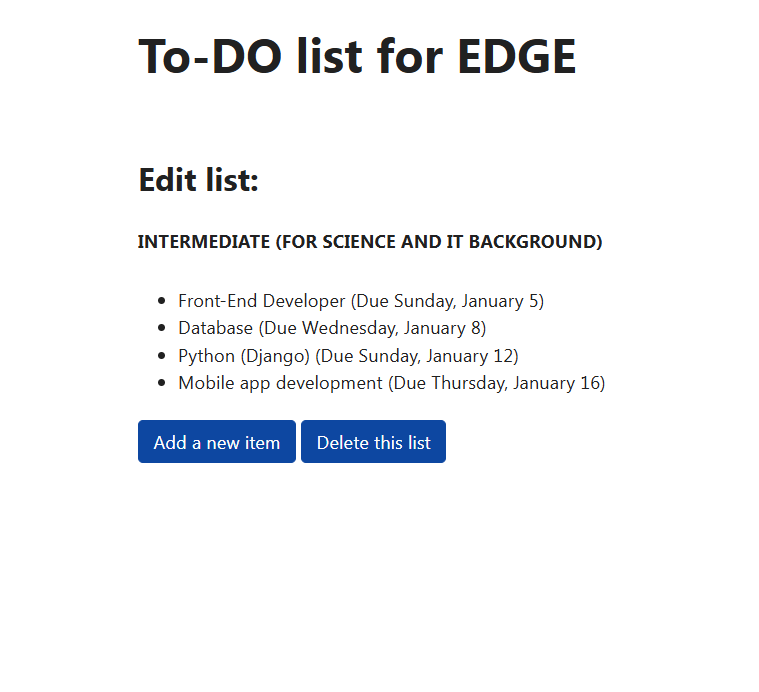 To-DO list for EDGE
Edit list:
INTERMEDIATE (FOR SCIENCE AND IT BACKGROUND)
Front-End Developer (Due Sunday, January 5)
Database (Due Wednesday, January 8)
Python (Django) (Due Sunday, January 12)
Mobile app development (Due Thursday, January 16)
Add a new item Delete this list